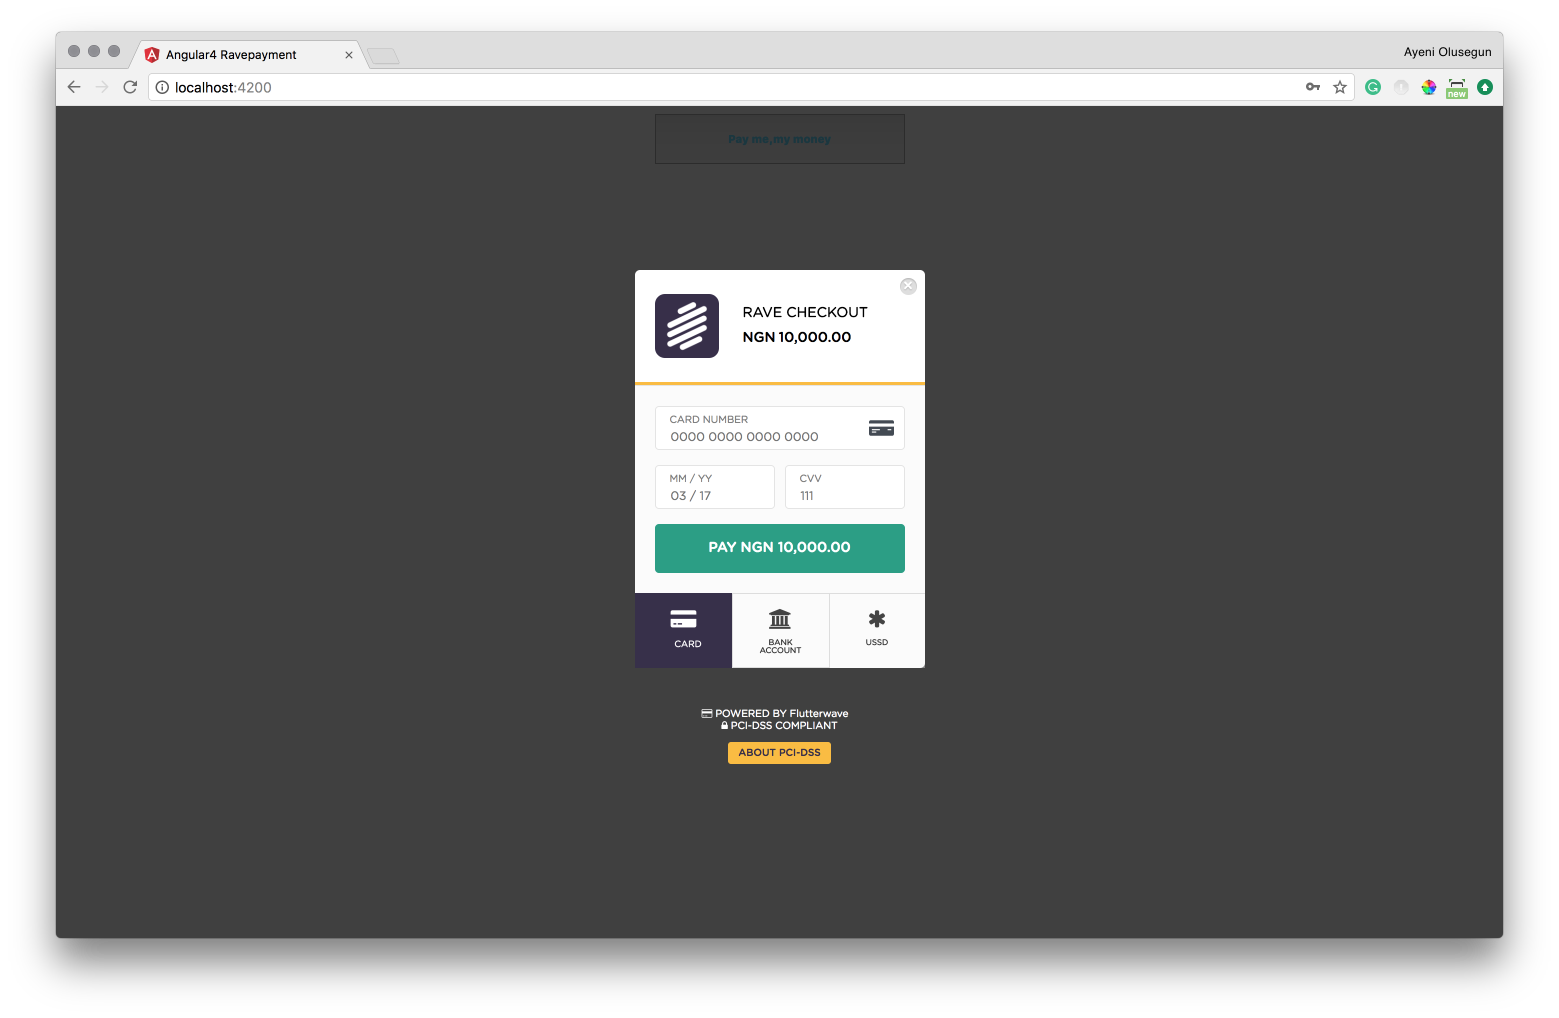 Angular4 Ravepayment
Ayeni Olusegun
localhost:4200
new
Pay me,my money
RAVE CHECKOUT
NGN 10,000.00
CARD NUMBER
0000 0000 0000 0000
MM / YY
03 / 17
CVV
111
PAY NGN 10,000.00
CARD
BANK
ACCOUNT
USSD
POWERED BY Flutterwave
PCI-DSS COMPLIANT
ABOUT PCI-DSS